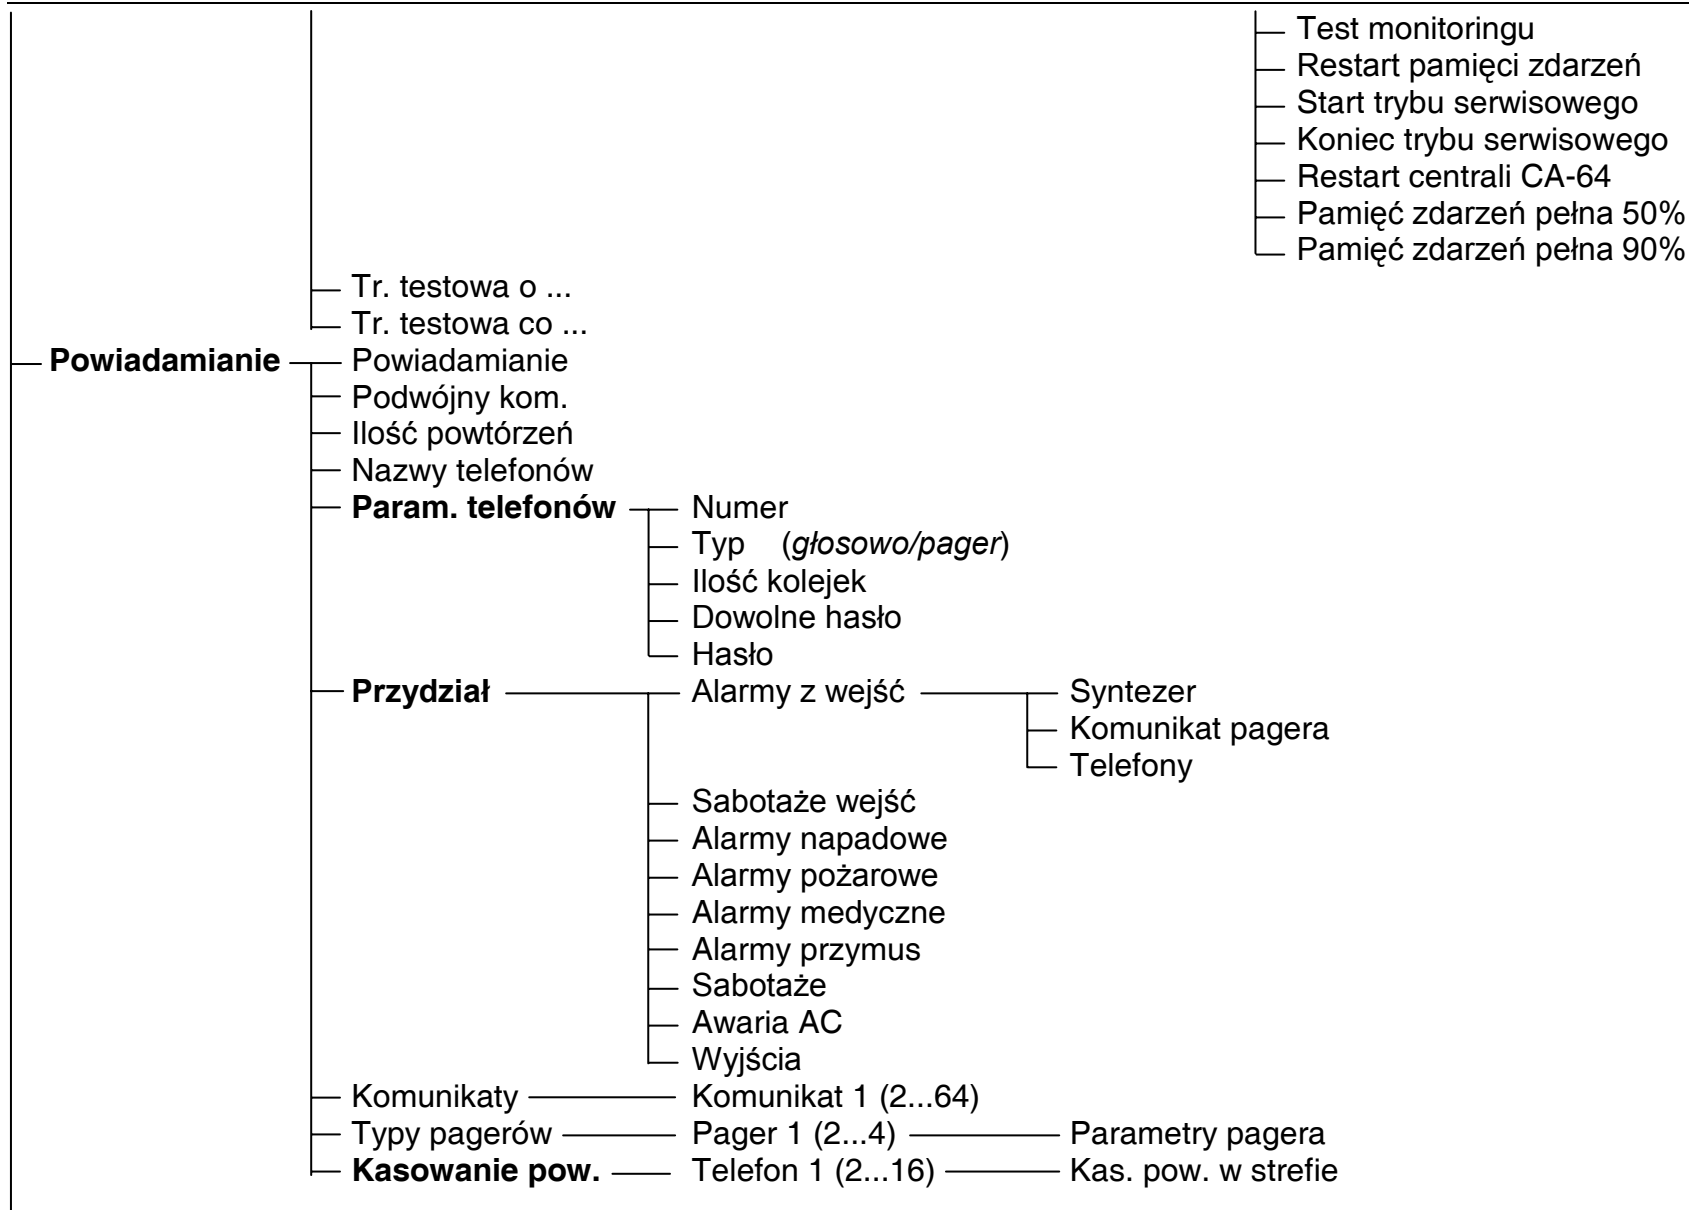 Test monitoringu
Restart pamięci zdarzeń
Start trybu serwisowego
Koniec trybu serwisowego
Restart centrali CA-64
Pamięć zdarzeń pełna 50%
Pamięć zdarzeń pełna 90%
Tr. testowa o ...
Tr. testowa co ...
Powiadamianie Powiadamianie
Podwójny kom.
Ilość powtórzeń
Nazwy telefonów
Param. telefonów Numer
Typ (głosowo/pager)
Ilość kolejek
Dowolne hasło
Hasło
Przydział Alarmy z wejść Syntezer
Komunikat pagera
Telefony
Sabotaże wejść
Alarmy napadowe
Alarmy pożarowe
Alarmy medyczne
Alarmy przymus
Sabotaże
Awaria AC
Wyjścia
Komunikaty Komunikat 1 (2...64)
Typy pagerów Pager 1 (2...4) Parametry pagera
Kasowanie pow. Telefon 1 (2...16) Kas. pow. w strefie